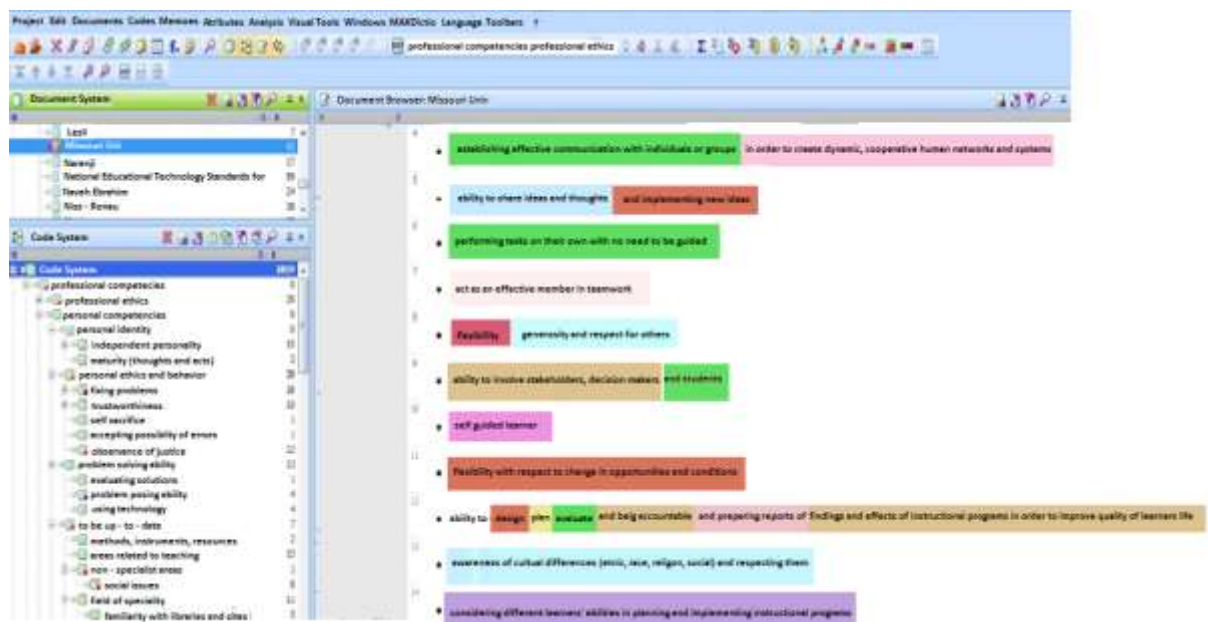 Project Edit Documents Codes Memoes Atributes Analysis Visual Tools Windows MAXDictio Language Toolbars ?
professional competencies professional ethics
Document System
Document Browser: Missouri Univ
Missouri Univ
Narenji
National Educational Technology Standards for
Naveh Ebrahim
Code System
Code System
professional competecies
professional ethics
personal competencies
personal identity
independent personality
maturity (thoughts and acts)
personal ethics and behavior
fixing problems
trustworthiness
self sacrifice
accepting possibility of errors
observance of justice
problem solving ability
evaluating solutions
problem posing ability
using technology
to be up - to - date
methods, instruments, resources
areas related to teaching
non - specialist areas
social issues
field of speciality
familiarity with libraries and sites
establishing effective communication with individuals or groups in order to create dynamic, cooperative human networks and systems
ability to share ideas and thoughts and implementing new ideas
performing tasks on their own with no need to be guided
act as an effective member in teamwork
flexibility generosity and respect for others
ability to involve stakeholders, decision makers and students
self guided learner
flexibility with respect to change in opportunities and conditions
ability to design plan evaluate and beig accountable and preparing reports of findings and effects of instructional programs in order to improve quality of learners life
awareness of cultual differences (etnic, race, religon, social) and respecting them
considering different learners' abilities in planning and implementing instructional programs